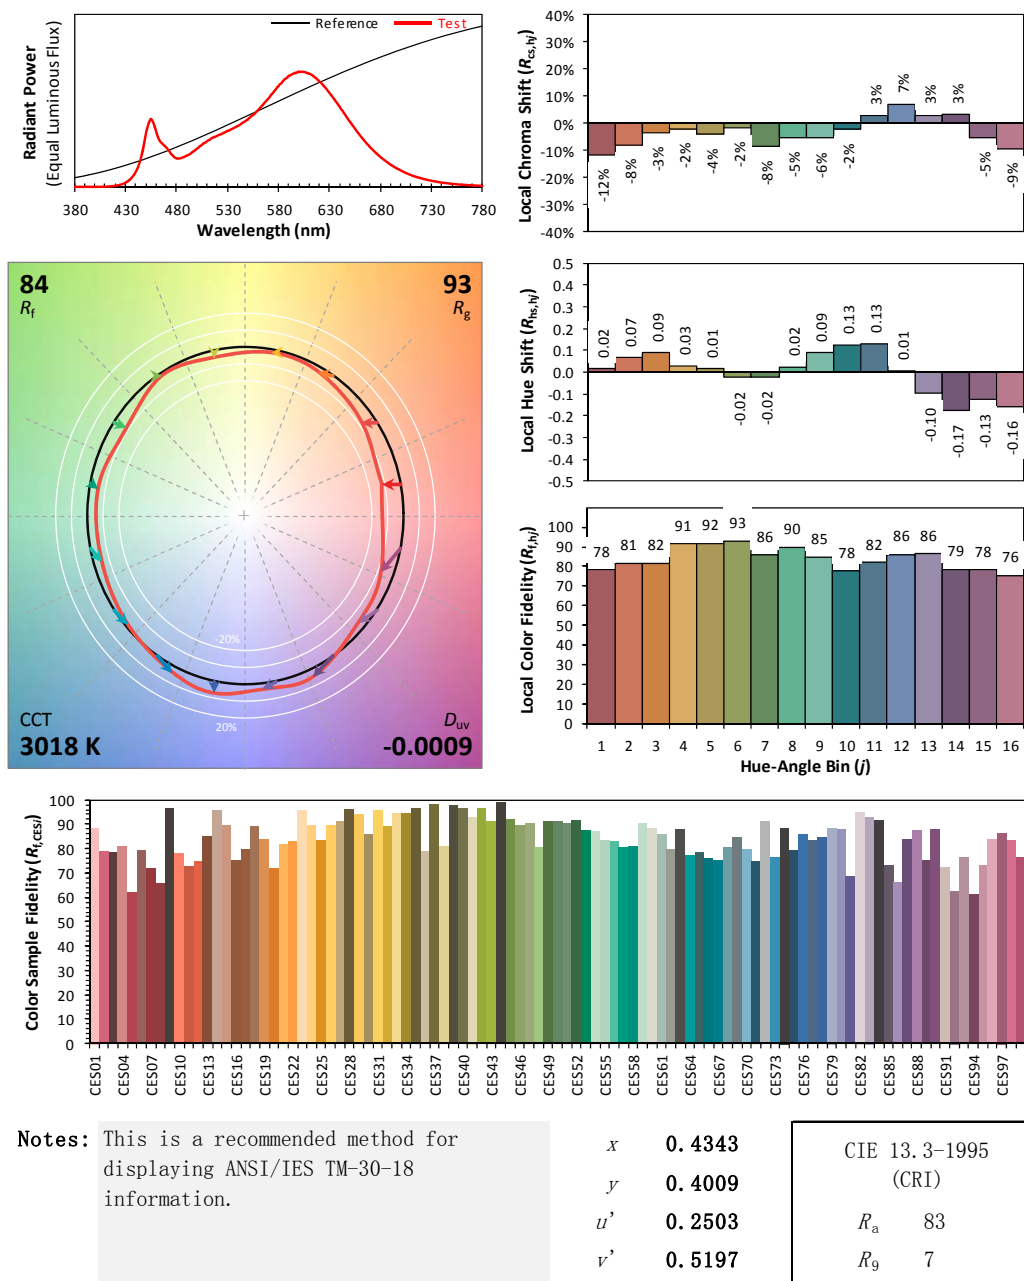 Reference
Test
Radiant Power
(Equal Luminous Flux)
380 430 480 530 580 630 680 730 780
Wavelength (nm)
Local Chroma Shift (Rcs,hj)
40%
30%
20%
10%
0%
-10%
-20%
-30%
-40%
-12% -8% -3% -2% -4% -2% -8% -5% -6% -2% 3% 7% 3% 3% -5% -9%
84
Rf
93
Rg
-20%
20%
CCT
3018 K
Duv
-0.0009
Local Hue Shift (Rhs,hj)
0.5
0.4
0.3
0.2
0.1
0.0
-0.1
-0.2
-0.3
-0.4
-0.5
0.02 0.07 0.09 0.03 0.01 -0.02 -0.02 0.02 0.09 0.13 0.13 0.01 -0.10 -0.17 -0.13 -0.16
Local Color Fidelity (Rf,hj)
100
90
80
70
60
50
40
30
20
10
0
78 81 82 91 92 93 86 90 85 78 82 86 86 79 78 76
1 2 3 4 5 6 7 8 9 10 11 12 13 14 15 16
Hue-Angle Bin (j)
Color Sample Fidelity (Rf,CESi)
100
90
80
70
60
50
40
30
20
10
0
CES01 CES04 CES07 CES10 CES13 CES16 CES19 CES22 CES25 CES28 CES31 CES34 CES37 CES40 CES43 CES46 CES49 CES52 CES55 CES58 CES61 CES64 CES67 CES70 CES73 CES76 CES79 CES82 CES85 CES88 CES91 CES94 CES97
Notes: This is a recommended method for
displaying ANSI/IES TM-30-18
information.
x 0.4343
y 0.4009
u' 0.2503
v' 0.5197
CIE 13.3-1995
(CRI)
Ra 83
R9 7